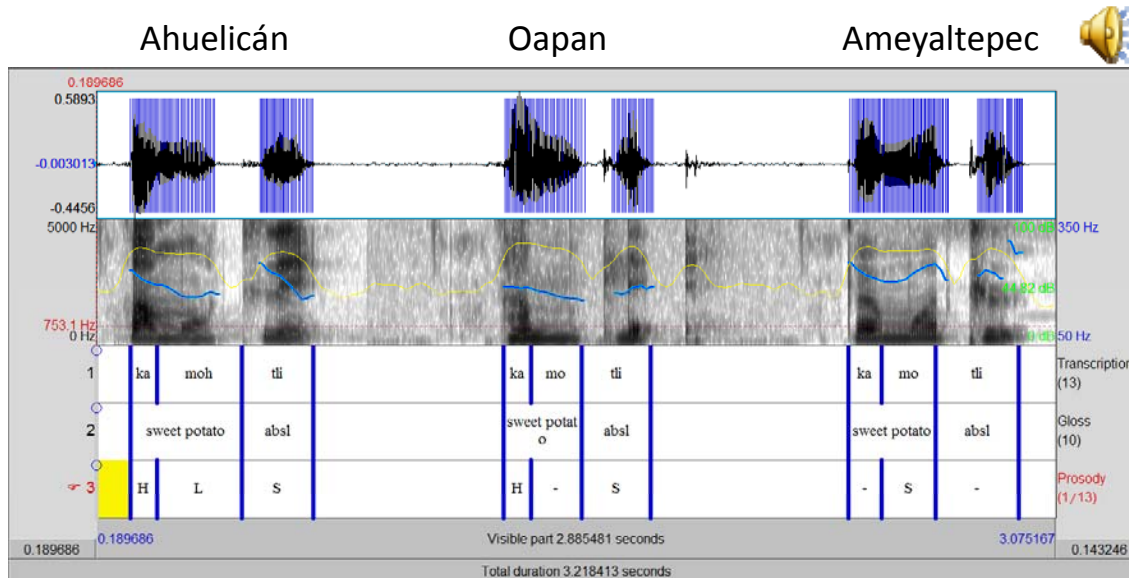 Ahuelicán Oapan Ameyaltepec
0.189686
0.5893
-0.003013
-0.4456
5000 Hz 100 dB 350 Hz
44.82 dB
753.1 Hz
0 Hz 0 dB 50 Hz
1 ka moh tli ka mo tli ka mo tli Transcription
(13)
2 sweet potato absl sweet potat
o absl sweet potato absl Gloss
(10)
3 H L S H - S - S - Prosody
(1/13)
0.189686 0.189686 Visible part 2.885481 seconds 3.075167 0.143246
Total duration 3.218413 seconds